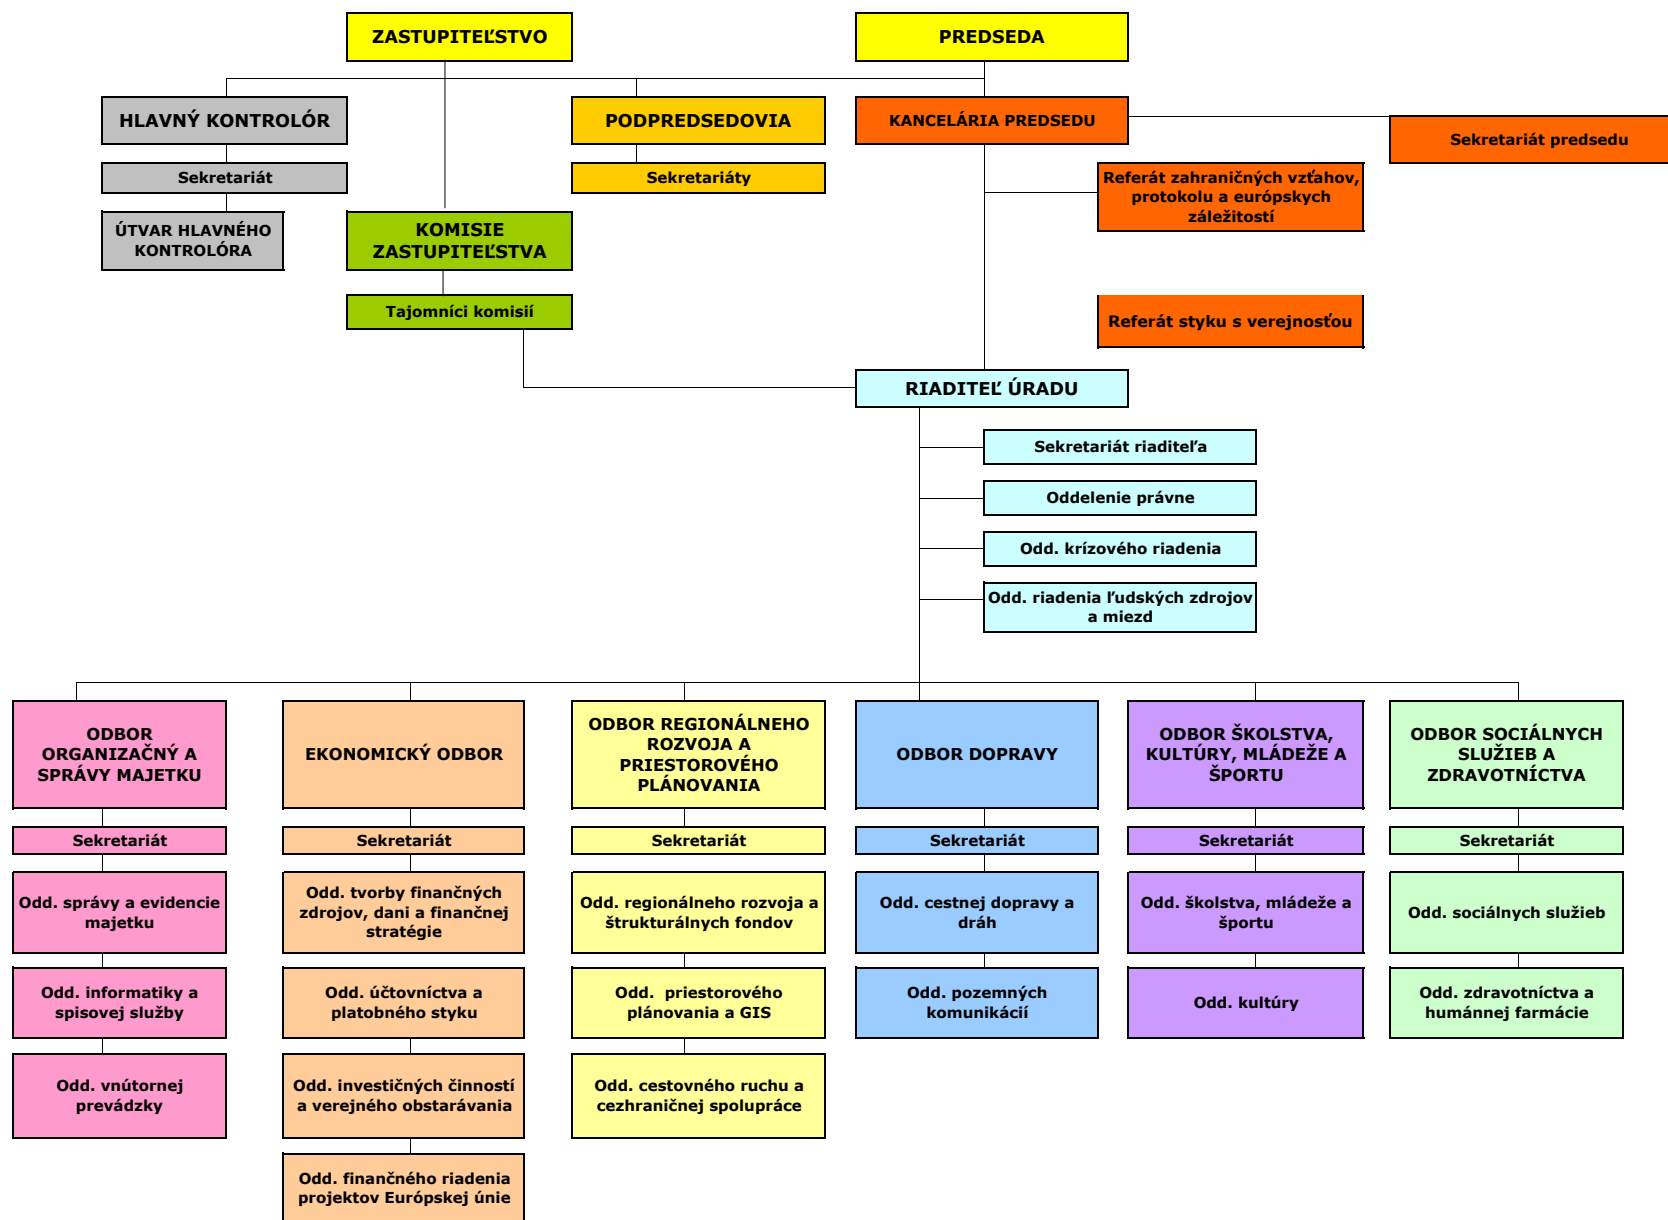 ZASTUPITEĽSTVO
PREDSEDA
HLAVNÝ KONTROLÓR
PODPREDSEDOVIA
KANCELÁRIA PREDSEDU
Sekretariát predsedu
Sekretariát
Sekretariáty
Referát zahraničných vzťahov,
protokolu a európskych
záležitostí
ÚTVAR HLAVNÉHO
KONTROLÓRA
KOMISIE
ZASTUPITEĽSTVA
Tajomníci komisií
Referát styku s verejnosťou
RIADITEĽ ÚRADU
Sekretariát riaditeľa
Oddelenie právne
Odd. krízového riadenia
Odd. riadenia ľudských zdrojov
a miezd
ODBOR
ORGANIZAČNÝ A
SPRÁVY MAJETKU
EKONOMICKÝ ODBOR
ODBOR REGIONÁLNEHO
ROZVOJA A
PRIESTOROVÉHO
PLÁNOVANIA
ODBOR DOPRAVY
ODBOR ŠKOLSTVA,
KULTÚRY, MLÁDEŽE A
ŠPORTU
ODBOR SOCIÁLNYCH
SLUŽIEB A
ZDRAVOTNÍCTVA
Sekretariát
Sekretariát
Sekretariát
Sekretariát
Sekretariát
Sekretariát
Odd. správy a evidencie
majetku
Odd. tvorby finančných
zdrojov, dani a finančnej
stratégie
Odd. regionálneho rozvoja a
štrukturálnych fondov
Odd. cestnej dopravy a
dráh
Odd. školstva, mládeže a
športu
Odd. sociálnych služieb
Odd. informatiky a
spisovej služby
Odd. účtovníctva a
platobného styku
Odd. priestorového
plánovania a GIS
Odd. pozemných
komunikácií
Odd. kultúry
Odd. zdravotníctva a
humánnej farmácie
Odd. vnútornej
prevádzky
Odd. investičných činností
a verejného obstarávania
Odd. cestovného ruchu a
cezhraničnej spolupráce
Odd. finančného riadenia
projektov Európskej únie